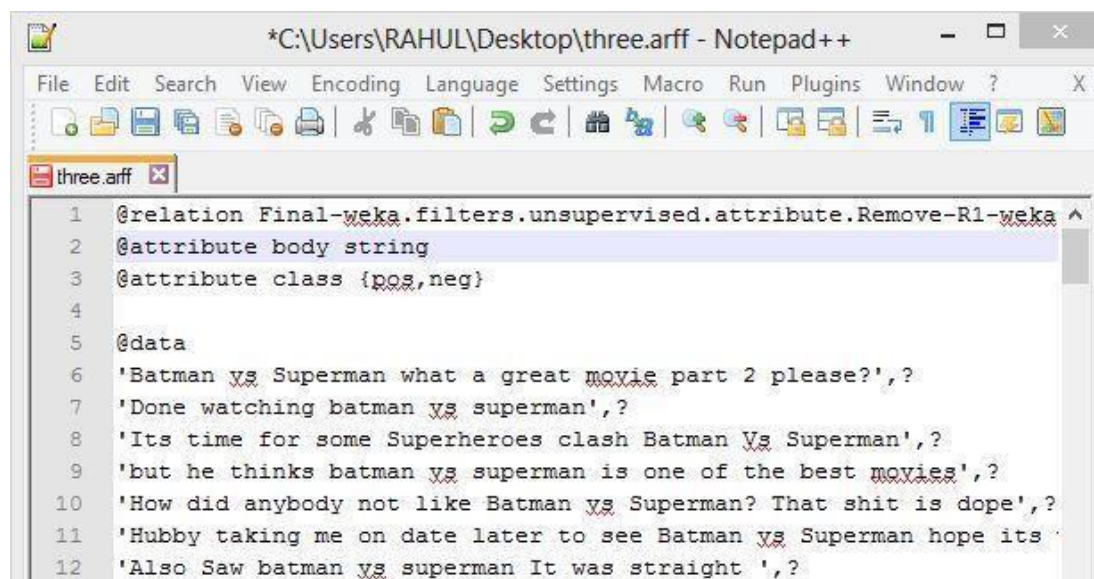 *C:\Users\RAHUL\Desktop\three.arff - Notepad++
File Edit Search View Encoding Language Settings Macro Run Plugins Window ? X
three.arff
1 @relation Final-weka.filters.unsupervised.attribute.Remove-R1-weka
2 @attribute body string
3 @attribute class {pos,neg}
4
5 @data
6 'Batman vs Superman what a great movie part 2 please?',?
7 'Done watching batman vs superman',?
8 'Its time for some Superheroes clash Batman Vs Superman',?
9 'but he thinks batman vs superman is one of the best movies',?
10 'How did anybody not like Batman vs Superman? That shit is dope',?
11 'Hubby taking me on date later to see Batman vs Superman hope its
12 'Also Saw batman vs superman It was straight ',?